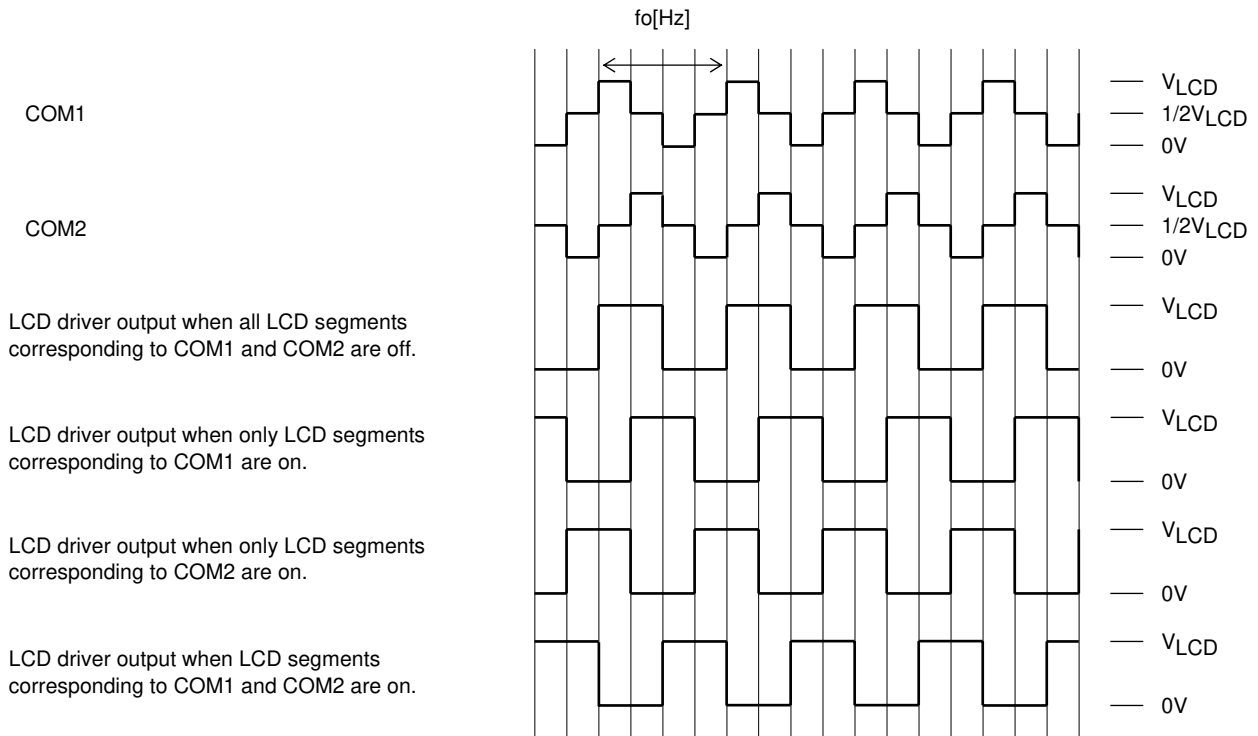 fo[Hz]
COM1
VLCD
1/2VLCD
0V
COM2
VLCD
1/2VLCD
0V
LCD driver output when all LCD segments
corresponding to COM1 and COM2 are off.
VLCD
0V
LCD driver output when only LCD segments
corresponding to COM1 are on.
VLCD
0V
LCD driver output when only LCD segments
corresponding to COM2 are on.
VLCD
0V
LCD driver output when LCD segments
corresponding to COM1 and COM2 are on.
VLCD
0V